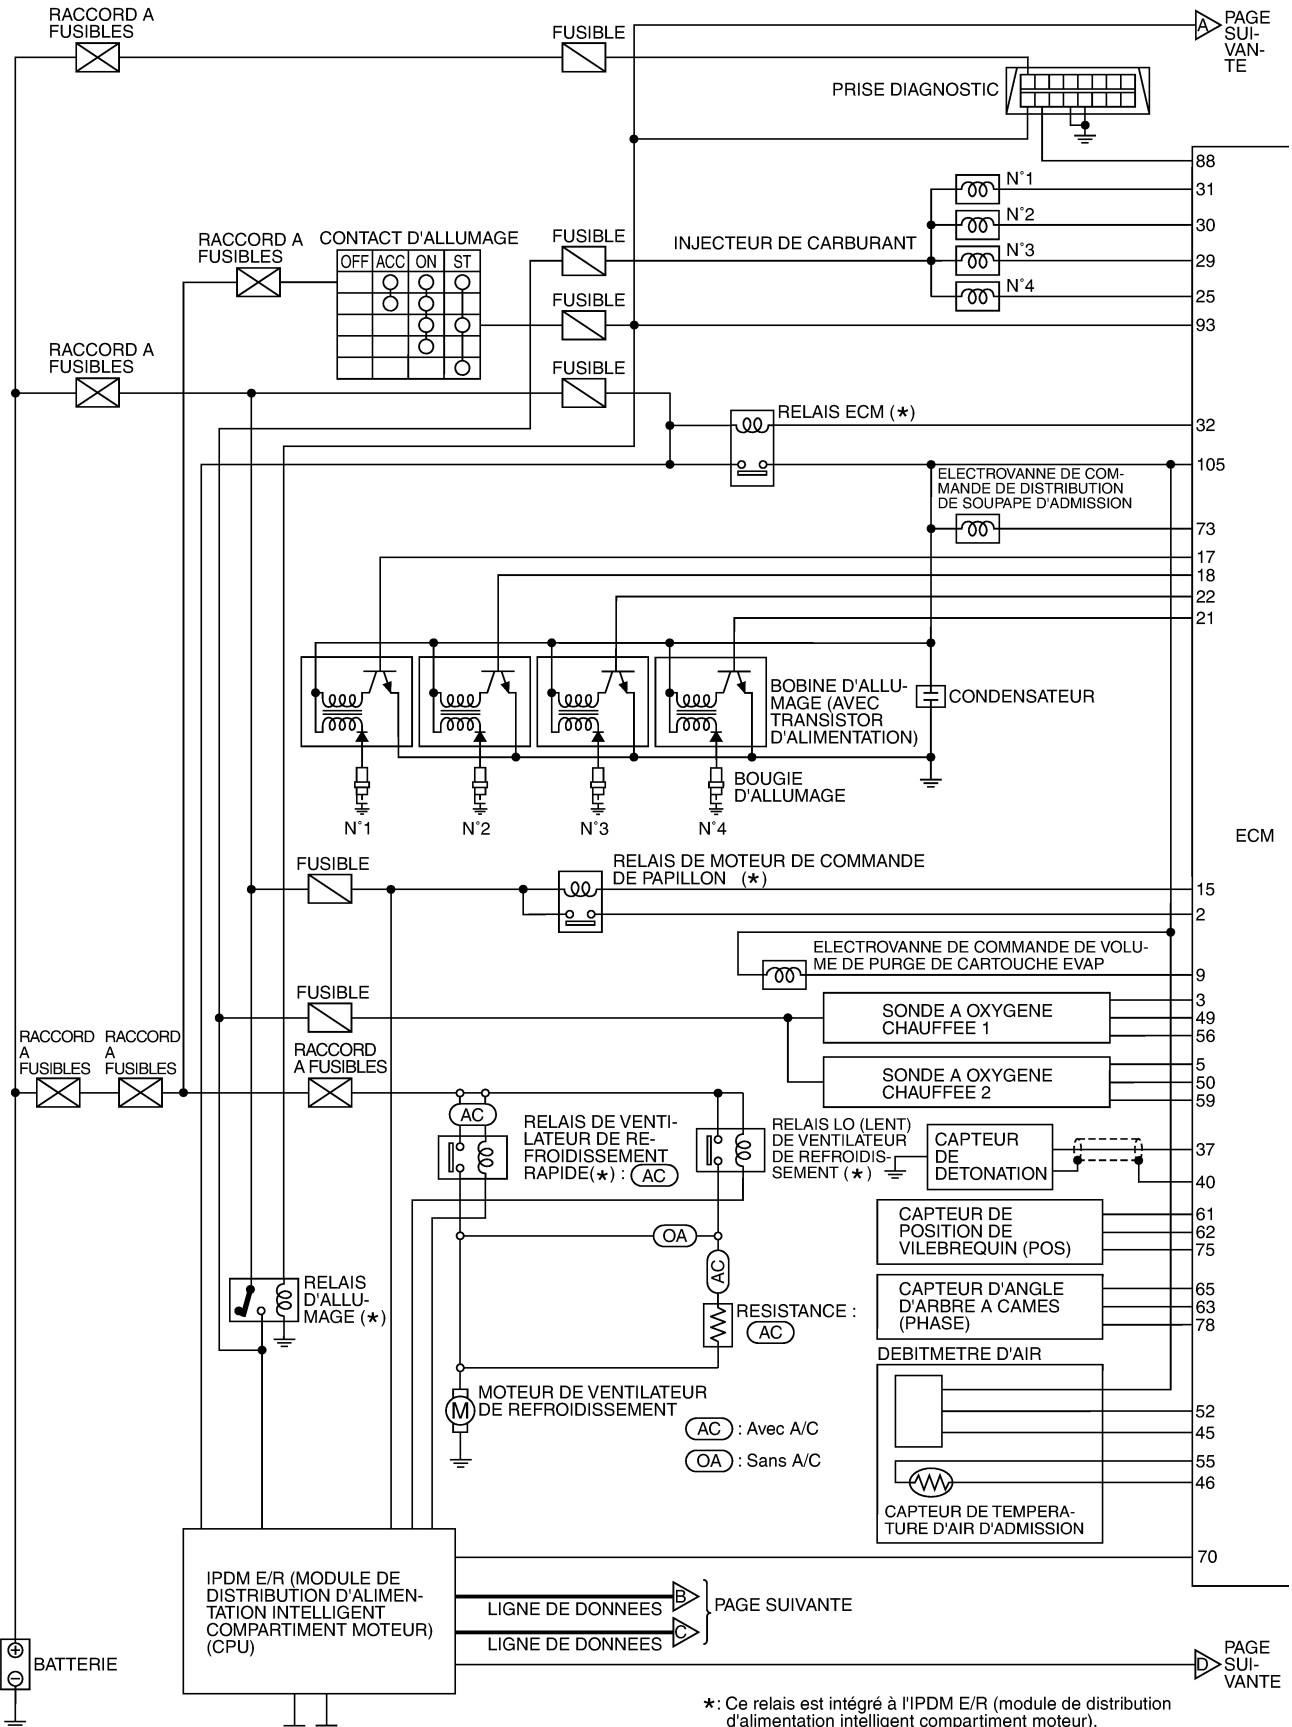 RACCORD A
FUSIBLES
FUSIBLE
A
PAGE
SUI-
VAN-
TE
PRISE DIAGNOSTIC
88
N°1
31
N°2
30
INJECTEUR DE CARBURANT
N°3
29
N°4
25
93
RACCORD A
FUSIBLES
CONTACT D'ALLUMAGE
OFF ACC ON ST
FUSIBLE
FUSIBLE
RACCORD A
FUSIBLES
FUSIBLE
RELAIS ECM (*)
32
105
ELECTROVANNE DE COM-
MANDE DE DISTRIBUTION
DE SOUPAPE D'ADMISSION
73
17
18
22
21
BOBINE D'ALLU-
MAGE (AVEC
TRANSISTOR
D'ALIMENTATION)
CONDENSATEUR
BOUGIE
D'ALLUMAGE
N°1
N°2
N°3
N°4
ECM
FUSIBLE
RELAIS DE MOTEUR DE COMMANDE
DE PAPILLON (*)
15
2
ELECTROVANNE DE COMMANDE DE VOLU-
ME DE PURGE DE CARTOUCHE EVAP
9
FUSIBLE
SONDE A OXYGENE
CHAUFFEE 1
3
49
56
RACCORD
A
FUSIBLES
RACCORD
A
FUSIBLES
RACCORD
A FUSIBLES
SONDE A OXYGENE
CHAUFFEE 2
5
50
59
AC
RELAIS DE VENTI-
LATEUR DE RE-
FROIDISSEMENT
RAPIDE(*) : AC
RELAIS LO (LENT)
DE VENTILATEUR
DE REFROIDIS-
SEMENT (*)
CAPTEUR
DE
DETONATION
37
40
CAPTEUR DE
POSITION DE
VILEBREQUIN (POS)
61
62
75
OA
AC
RELAIS
D'ALLU-
MAGE (*)
RESISTANCE :
AC
CAPTEUR D'ANGLE
D'ARBRE A CAMES
(PHASE)
65
63
78
DEBITMETRE D'AIR
52
45
55
46
CAPTEUR DE TEMPERA-
TURE D'AIR D'ADMISSION
M
MOTEUR DE VENTILATEUR
DE REFROIDISSEMENT
AC : Avec A/C
OA : Sans A/C
70
IPDM E/R (MODULE DE
DISTRIBUTION D'ALIMEN-
TATION INTELLIGENT
COMPARTIMENT MOTEUR)
(CPU)
B
LIGNE DE DONNEES
C
LIGNE DE DONNEES
PAGE SUIVANTE
D
PAGE
SUI-
VANTE
+
BATTERIE
-
*: Ce relais est intégré à l'IPDM E/R (module de distribution
d'alimentation intelligent compartiment moteur).